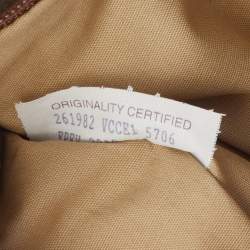 ORIGINALITY CERTIFIED
261982 VCCE1 5706